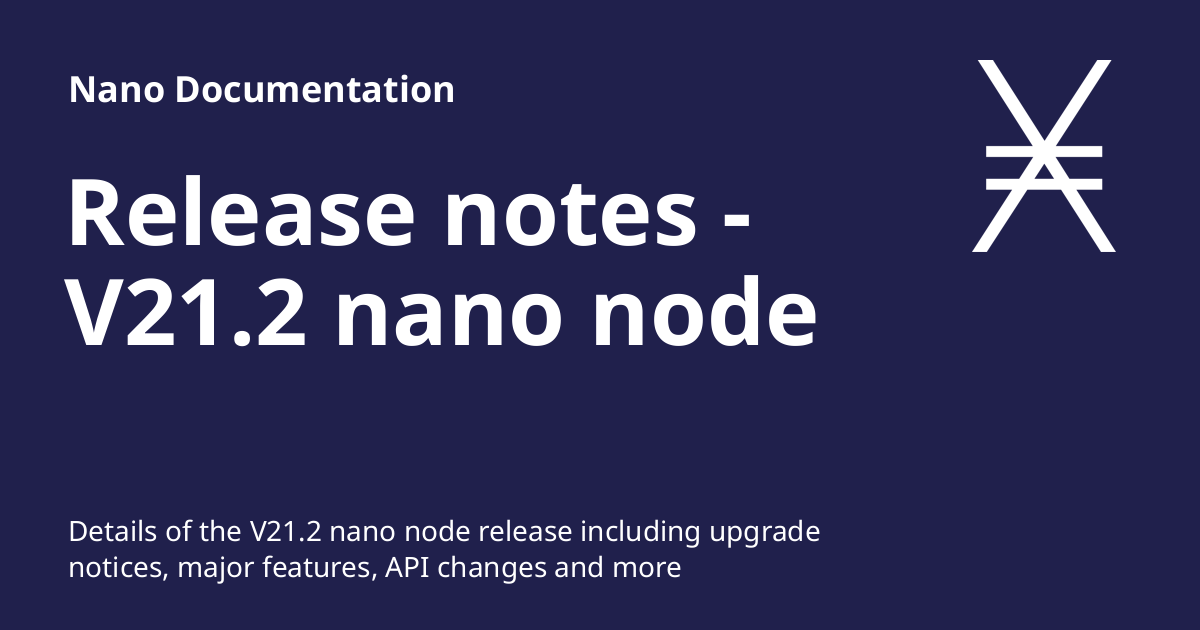 Nano Documentation
Release notes -
V21.2 nano node
Details of the V21.2 nano node release including upgrade
notices, major features, API changes and more